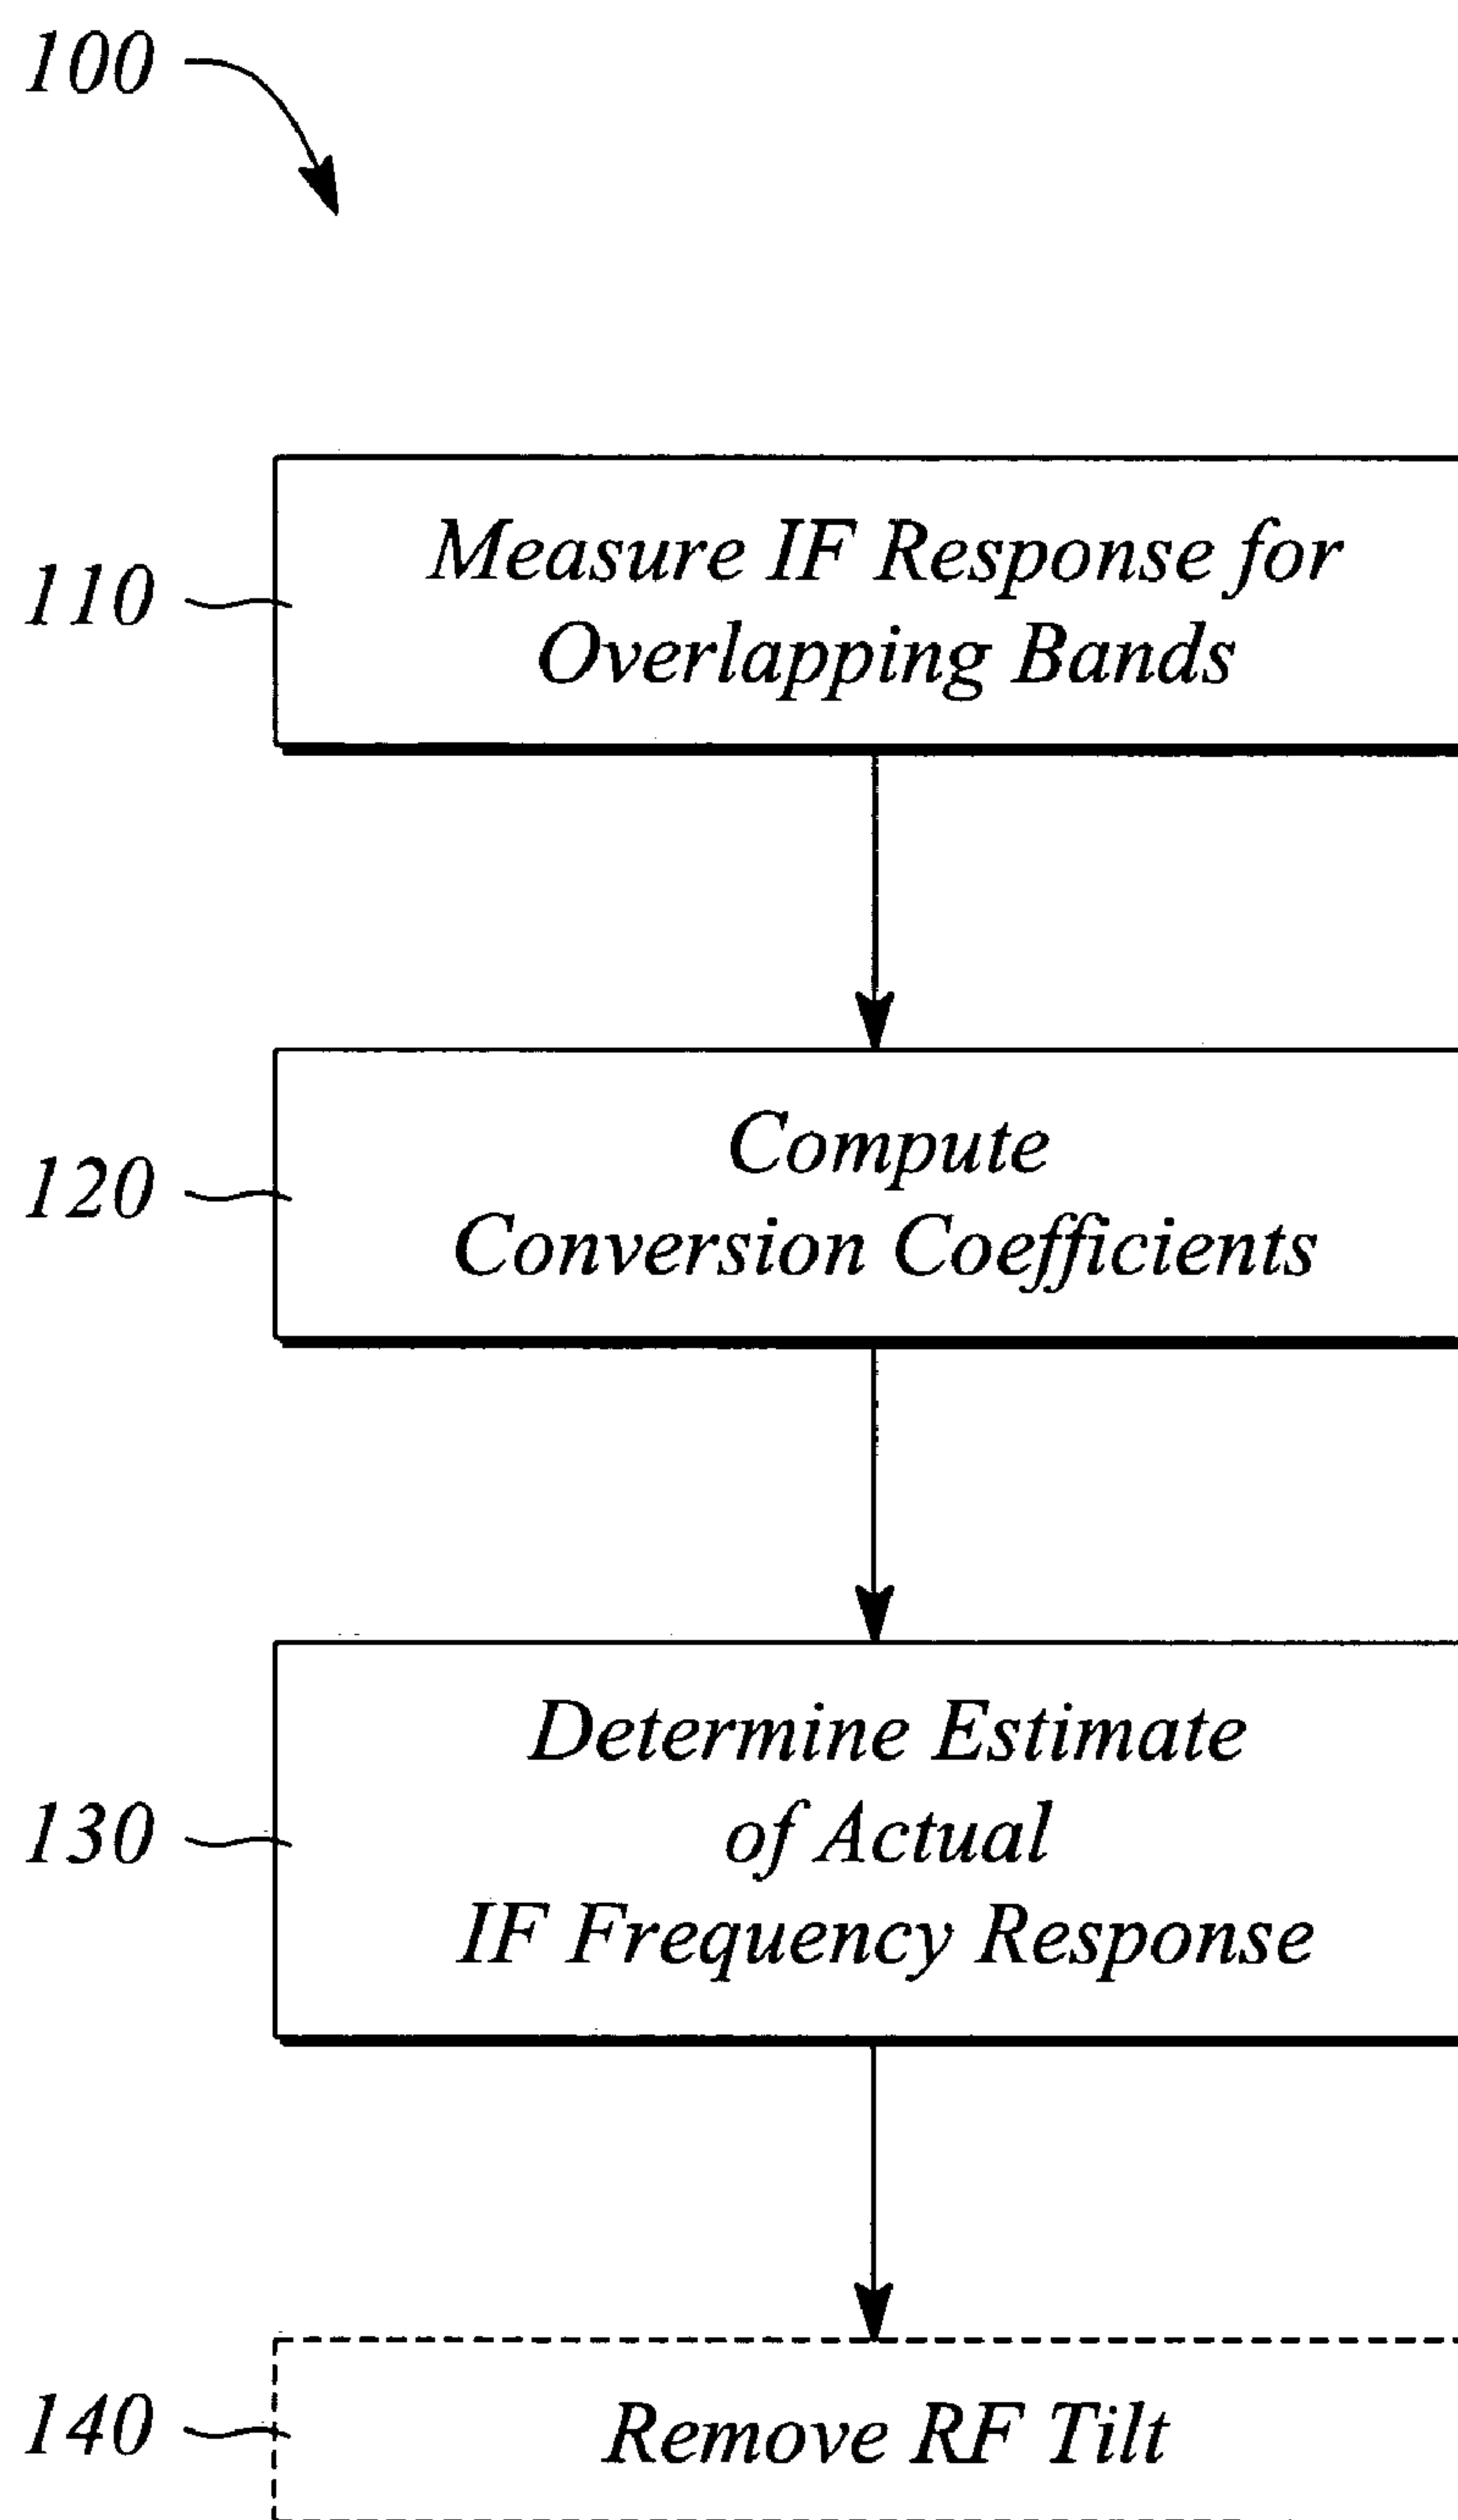 100
110
Measure IF Response for
Overlapping Bands
120
Compute
Conversion Coefficients
130
Determine Estimate
of Actual
IF Frequency Response
140
Remove RF Tilt